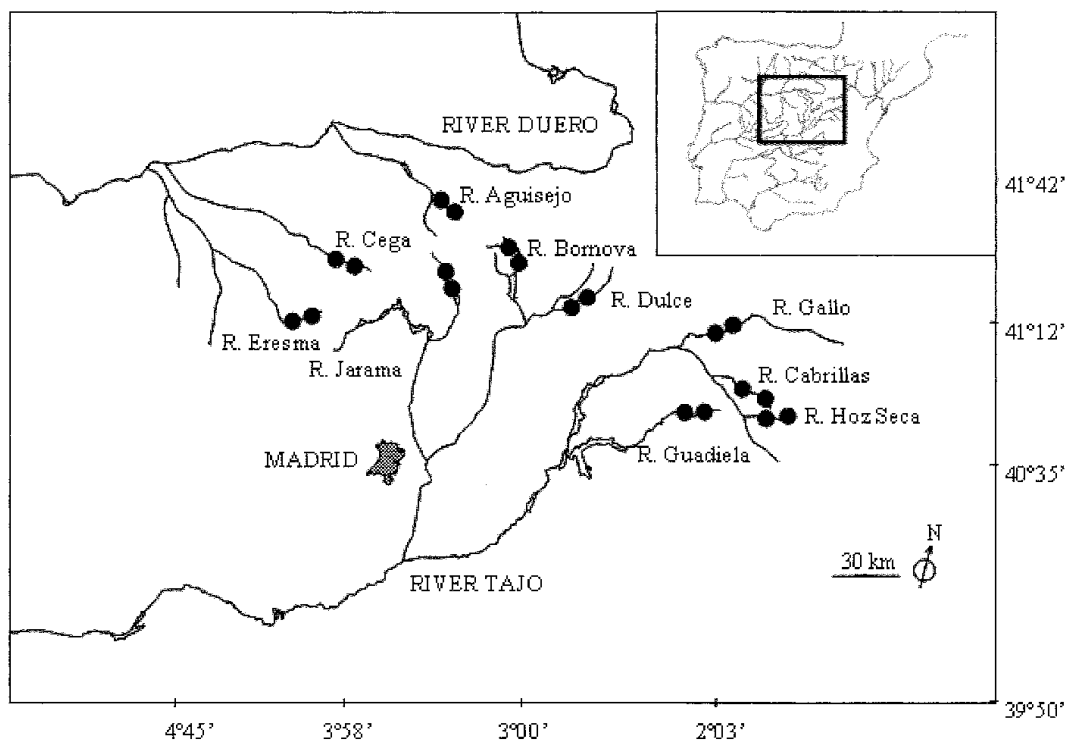 RIVER DUERO
41°42'
R. Aguisejo
R. Cega
R. Bornova
R. Dulce
R. Gallo
41°12'
R. Eresma
R. Jarama
R. Cabrillas
R. Hoz Seca
MADRID
R. Guadiela
40°35'
N
30 km
RIVER TAJO
39°50'
4°45'
3°58'
3°00'
2°03'